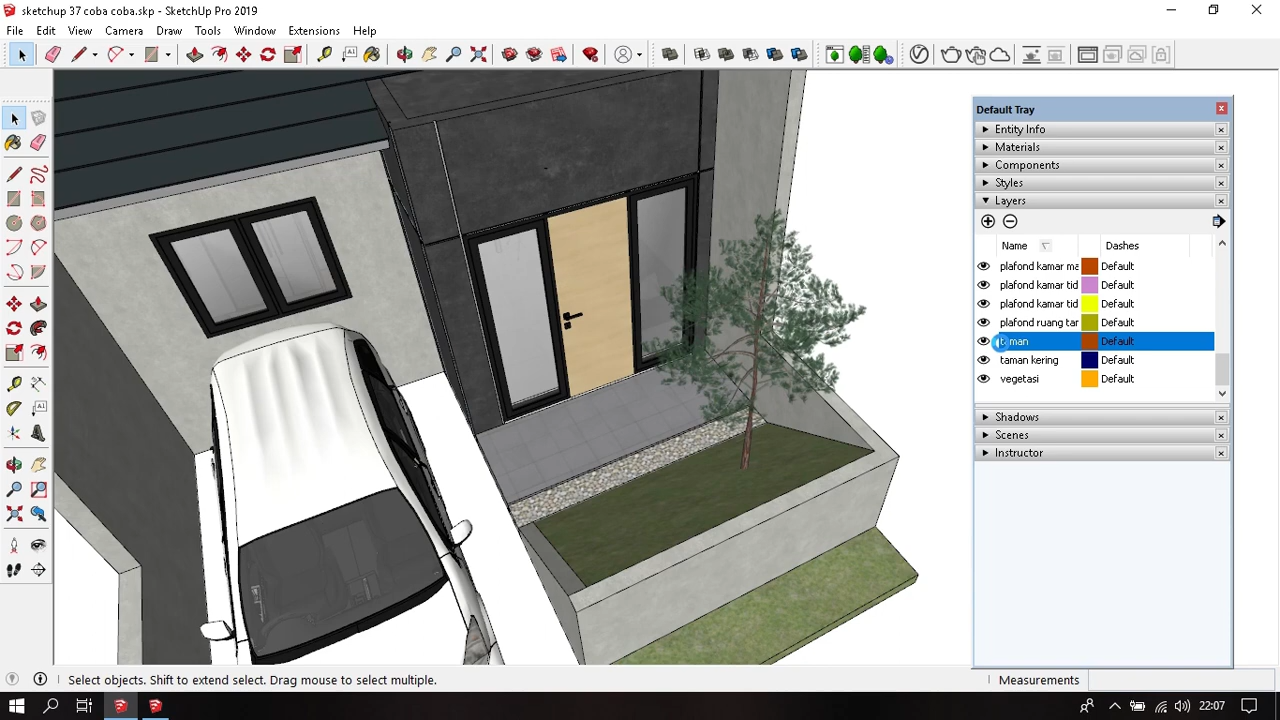 sketchup 37 coba coba.skp - SketchUp Pro 2019
File Edit View Camera Draw Tools Window Extensions Help
Default Tray
Entity Info
Materials
Components
Styles
Layers
Name Dashes
plafond kamar ma Default
plafond kamar tid Default
plafond kamar tid Default
plafond ruang tar Default
taman Default
taman kering Default
vegetasi Default
Shadows
Scenes
Instructor
Select objects. Shift to extend select. Drag mouse to select multiple.
Measurements
22:07